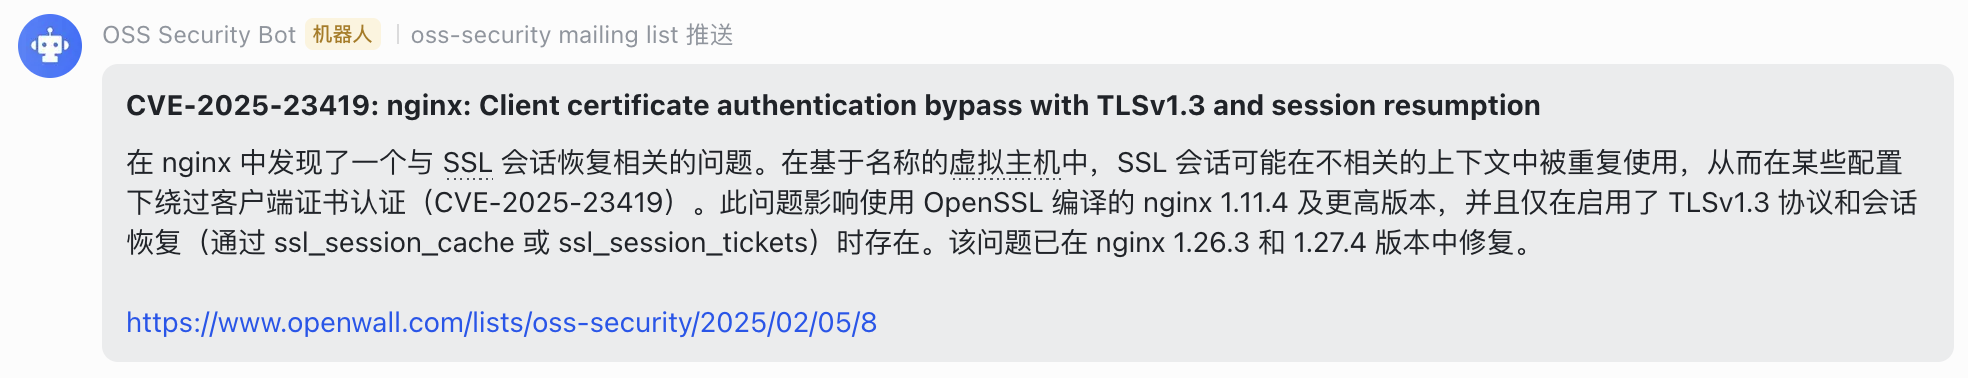 OSS Security Bot 机器人 | oss-security mailing list 推送
CVE-2025-23419: nginx: Client certificate authentication bypass with TLSv1.3 and session resumption
在 nginx 中发现了一个与 SSL 会话恢复相关的问题。在基于名称的虚拟主机中，SSL 会话可能在不相关的上下文中被重复使用，从而在某些配置
下绕过客户端证书认证（CVE-2025-23419）。此问题影响使用 OpenSSL 编译的 nginx 1.11.4 及更高版本，并且仅在启用了 TLSv1.3 协议和会话
恢复（通过 ssl_session_cache 或 ssl_session_tickets）时存在。该问题已在 nginx 1.26.3 和 1.27.4 版本中修复。
https://www.openwall.com/lists/oss-security/2025/02/05/8